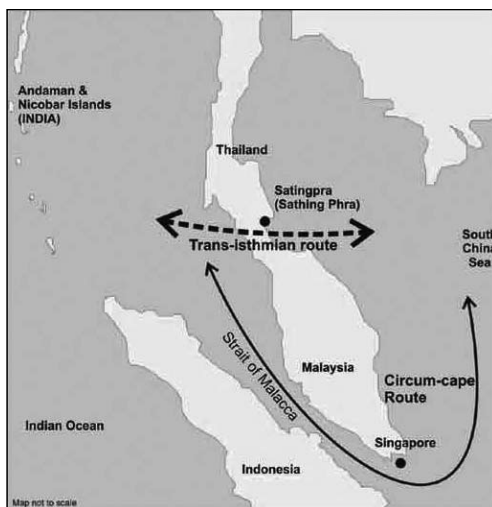 Andaman &
Nicobar Islands
(INDIA)
Thailand
Satingpra
(Sathing Phra)
Trans-isthmian route
South
China
Sea
Strait of Malacca
Malaysia
Circum-cape
Route
Indian Ocean
Singapore
Indonesia
Map not to scale